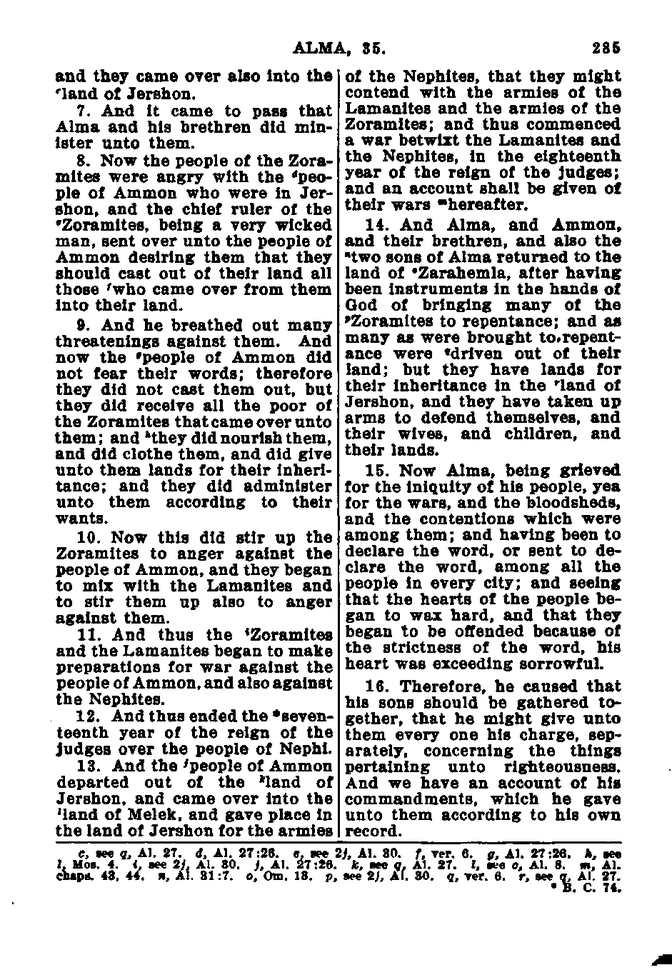 ALMA, 35. 285
and they came over also into the
ᶜland of Jershon.
7. And it came to pass that
Alma and his brethren did min-
ister unto them.
8. Now the people of the Zora-
mites were angry with the ᵈpeo-
ple of Ammon who were in Jer-
shon, and the chief ruler of the
ᵉZoramites, being a very wicked
man, sent over unto the people of
Ammon desiring them that they
should cast out of their land all
those ᶠwho came over from them
into their land.
9. And he breathed out many
threatenings against them. And
now the ᵍpeople of Ammon did
not fear their words; therefore
they did not cast them out, but
they did receive all the poor of
the Zoramites that came over unto
them; and ʰthey did nourish them,
and did clothe them, and did give
unto them lands for their inheri-
tance; and they did administer
unto them according to their
wants.
10. Now this did stir up the
Zoramites to anger against the
people of Ammon, and they began
to mix with the Lamanites and
to stir them up also to anger
against them.
11. And thus the ⁱZoramites
and the Lamanites began to make
preparations for war against the
people of Ammon, and also against
the Nephites.
12. And thus ended the *seven-
teenth year of the reign of the
judges over the people of Nephi.
13. And the ʲpeople of Ammon
departed out of the ᵏland of
Jershon, and came over into the
ˡland of Melek, and gave place in
the land of Jershon for the armies
of the Nephites, that they might
contend with the armies of the
Lamanites and the armies of the
Zoramites; and thus commenced
a war betwixt the Lamanites and
the Nephites, in the eighteenth
year of the reign of the judges;
and an account shall be given of
their wars ᵐhereafter.
14. And Alma, and Ammon,
and their brethren, and also the
ⁿtwo sons of Alma returned to the
land of ᵒZarahemla, after having
been instruments in the hands of
God of bringing many of the
ᵖZoramites to repentance; and as
many as were brought to repent-
ance were ᑫdriven out of their
land; but they have lands for
their inheritance in the ʳland of
Jershon, and they have taken up
arms to defend themselves, and
their wives, and children, and
their lands.
15. Now Alma, being grieved
for the iniquity of his people, yea
for the wars, and the bloodsheds,
and the contentions which were
among them; and having been to
declare the word, or sent to de-
clare the word, among all the
people in every city; and seeing
that the hearts of the people be-
gan to wax hard, and that they
began to be offended because of
the strictness of the word, his
heart was exceeding sorrowful.
16. Therefore, he caused that
his sons should be gathered to-
gether, that he might give unto
them every one his charge, sep-
arately, concerning the things
pertaining unto righteousness.
And we have an account of his
commandments, which he gave
unto them according to his own
record.
c, see q, Al. 27. d, Al. 27:26. e, see 2j, Al. 30. f, ver. 6. g, Al. 27:26. h, see
l, Mos. 4. i, see 2j, Al. 30. j, Al. 27:26. k, see q, Al. 27. l, see o, Al. 8. m, Al.
chaps. 43, 44. n, Al. 31:7. o, Om. 13. p, see 2j, Al. 30. q, ver. 6. r, see q, Al. 27.
* B. C. 74.